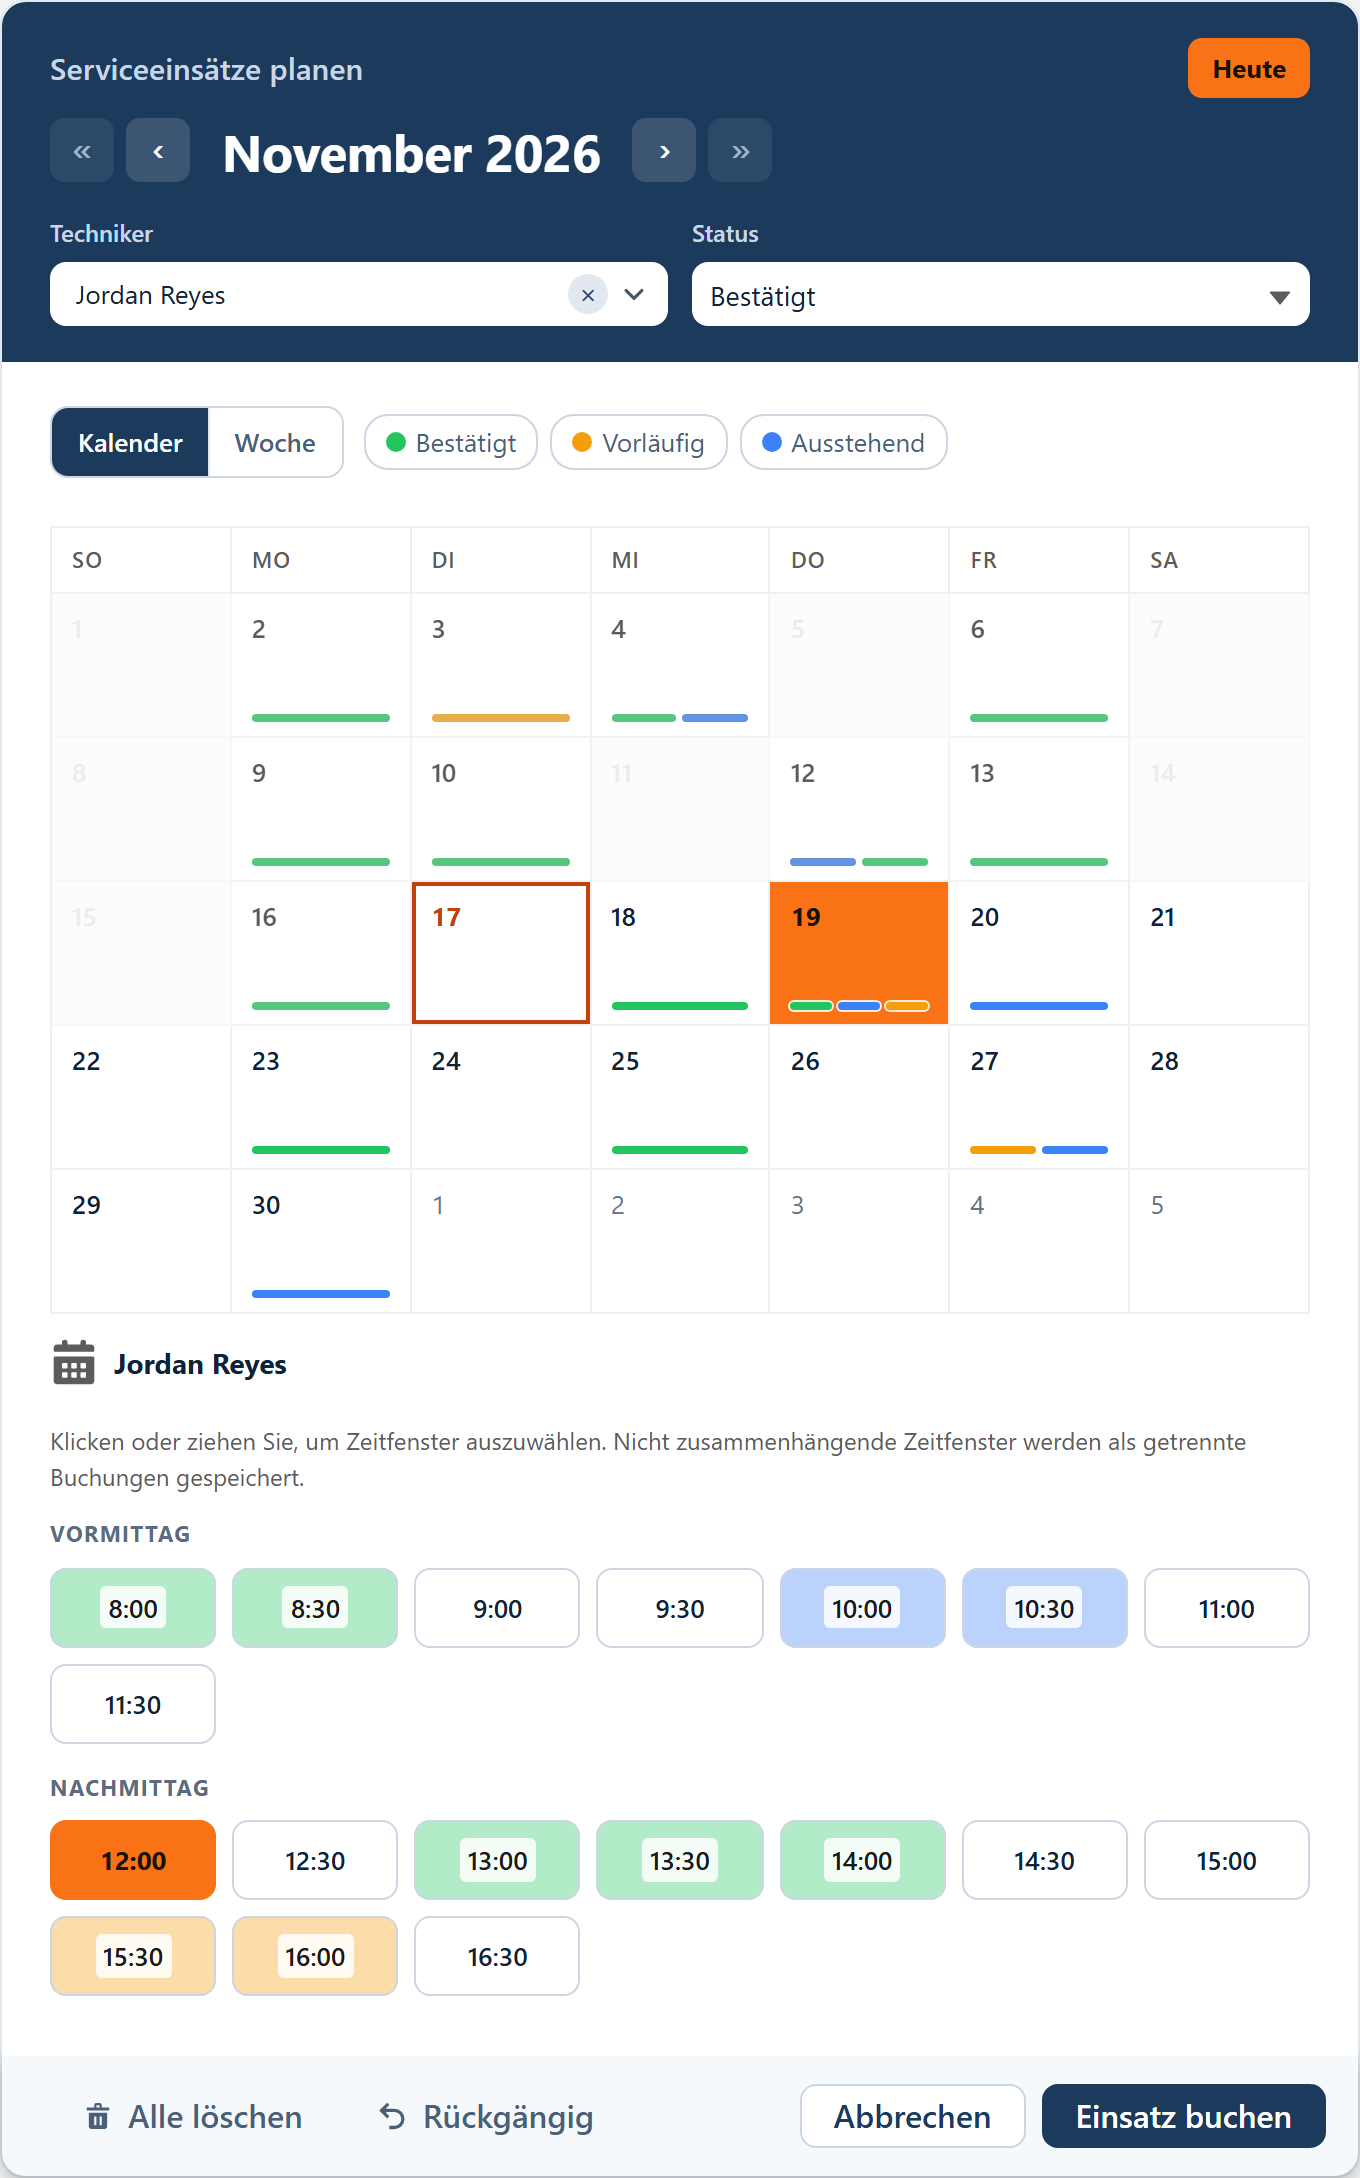 Serviceeinsätze planen
Heute
«
‹
November 2026
›
»
Techniker
Status
Jordan Reyes
×
Bestätigt
Kalender
Woche
Bestätigt
Vorläufig
Ausstehend
SO MO DI MI DO FR SA
1 2 3 4 5 6 7
8 9 10 11 12 13 14
15 16 17 18 19 20 21
22 23 24 25 26 27 28
29 30 1 2 3 4 5
Jordan Reyes
Klicken oder ziehen Sie, um Zeitfenster auszuwählen. Nicht zusammenhängende Zeitfenster werden als getrennte
Buchungen gespeichert.
VORMITTAG
8:00 8:30 9:00 9:30 10:00 10:30 11:00
11:30
NACHMITTAG
12:00 12:30 13:00 13:30 14:00 14:30 15:00
15:30 16:00 16:30
Alle löschen
Rückgängig
Abbrechen
Einsatz buchen